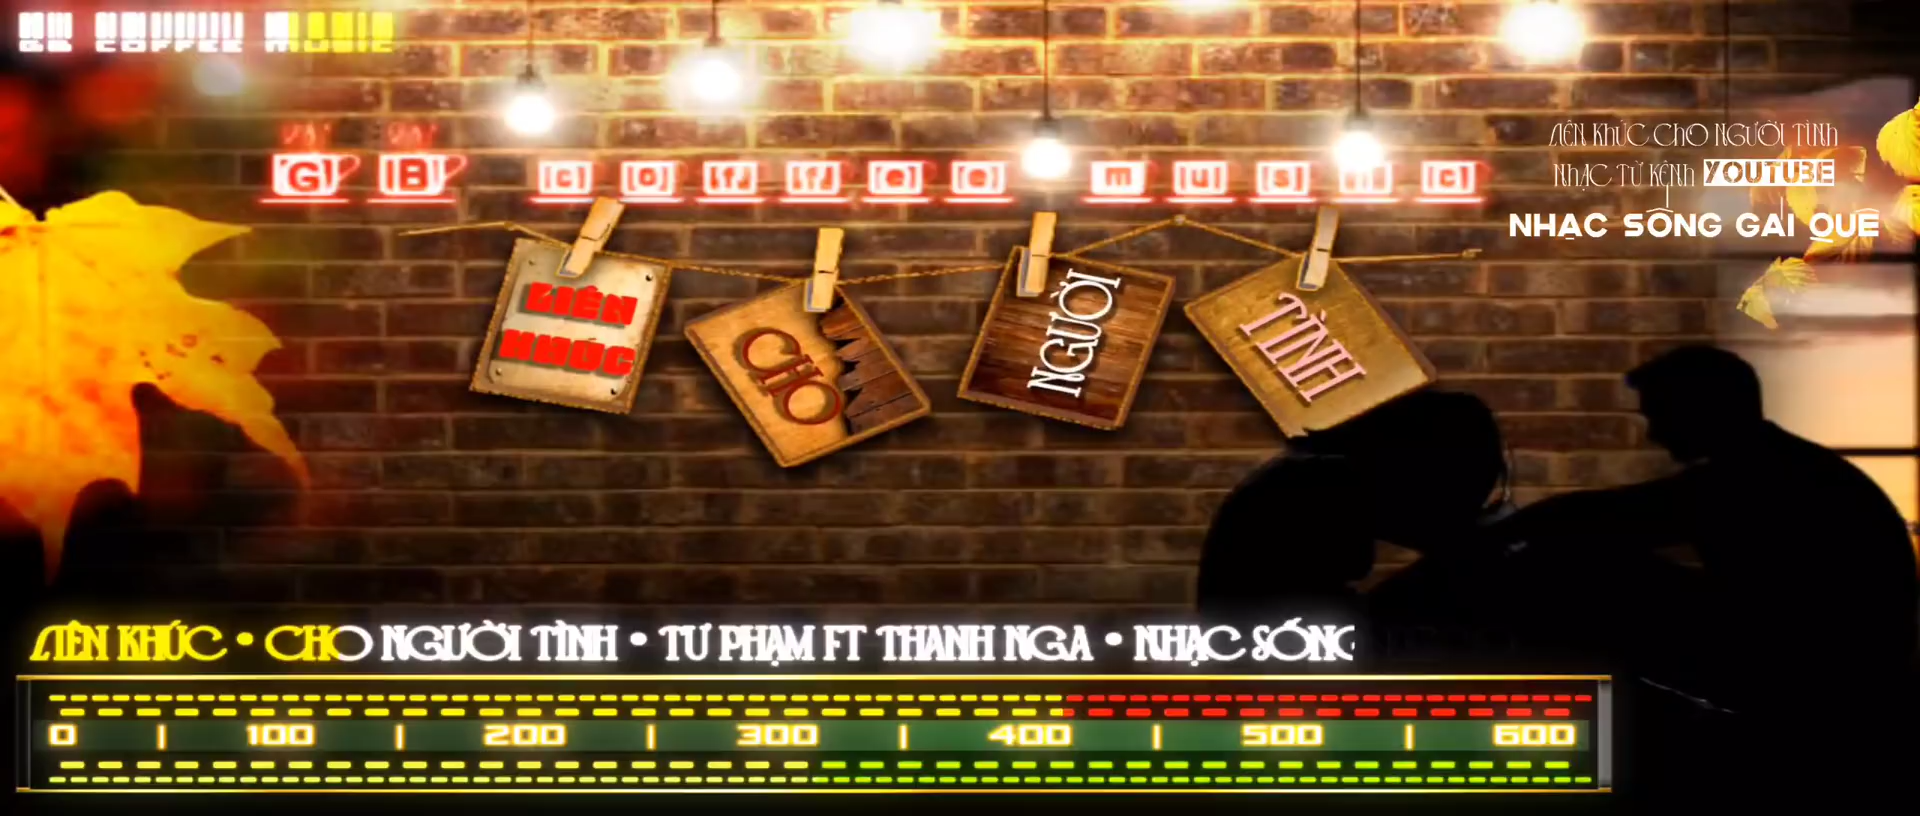 GB COFFEE MUSIC
G B coffee music
LIÊN CHO NGƯỜI TÌNH
KHÚC
LIÊN KHÚC CHO NGƯỜI TÌNH
NHẠC TỪ KÊNH YOUTUBE
NHẠC SỐNG GÁI QUÊ
LIÊN KHÚC • CHO NGƯỜI TÌNH • TƯ PHẠM FT THANH NGA • NHẠC SỐNG
0 | 100 | 200 | 300 | 400 | 500 | 600